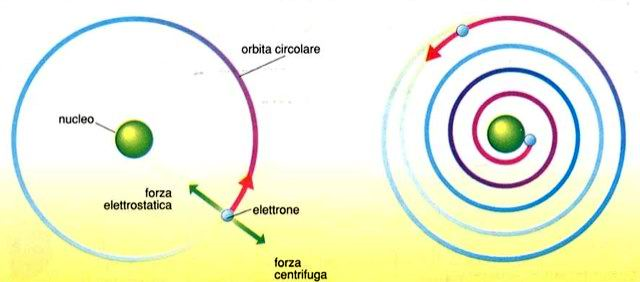 orbita circolare
nucleo
forza
elettrostatica
elettrone
forza
centrifuga